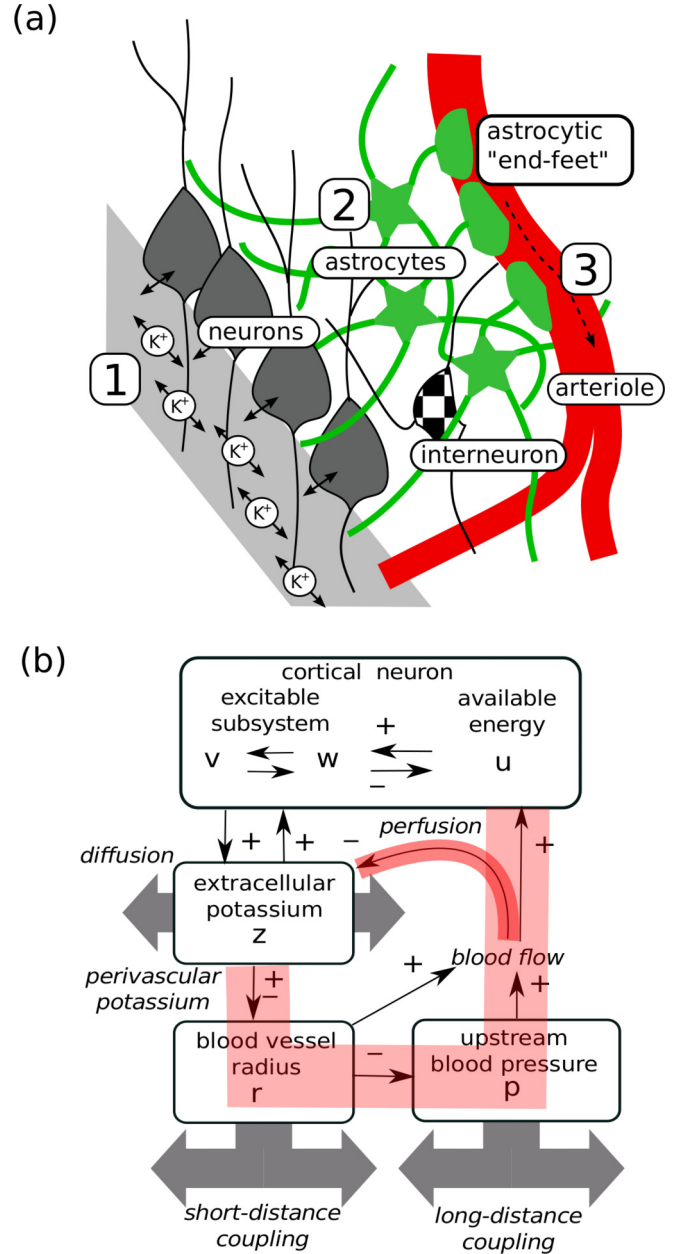 (a)
astrocytic
"end-feet"
2
astrocytes
3
neurons
K⁺
1
arteriole
K⁺
K⁺
interneuron
K⁺
K⁺
(b)
cortical neuron
excitable
subsystem
available
energy
+
v
w
u
−
+
+
−
perfusion
+
diffusion
extracellular
potassium
z
perivascular
potassium
+
−
+
blood flow
+
blood vessel
radius
r
−
upstream
blood pressure
p
short-distance
coupling
long-distance
coupling